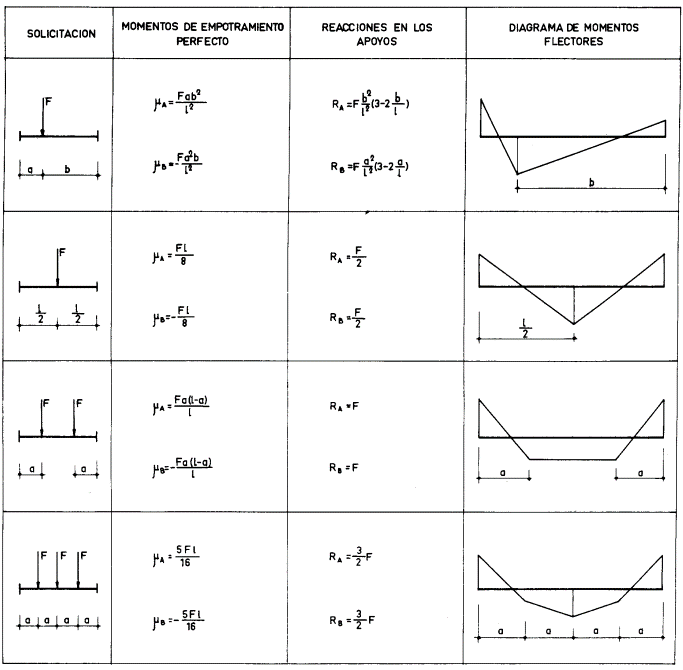 SOLICITACION
MOMENTOS DE EMPOTRAMIENTO
PERFECTO
REACCIONES EN LOS
APOYOS
DIAGRAMA DE MOMENTOS
FLECTORES
F
a b
μA = Fab²/l²
μB = -Fa²b/l²
RA = F b²/l² (3-2 b/l)
RB = F a²/l² (3-2 a/l)
b
F
l/2 l/2
μA = Fl/8
μB = -Fl/8
RA = F/2
RB = F/2
l/2
F F
a a
μA = Fa(l-a)/l
μB = -Fa(l-a)/l
RA = F
RB = F
a a
F F F
a a a a
μA = 5Fl/16
μB = -5Fl/16
RA = 3/2 F
RB = 3/2 F
a a a a